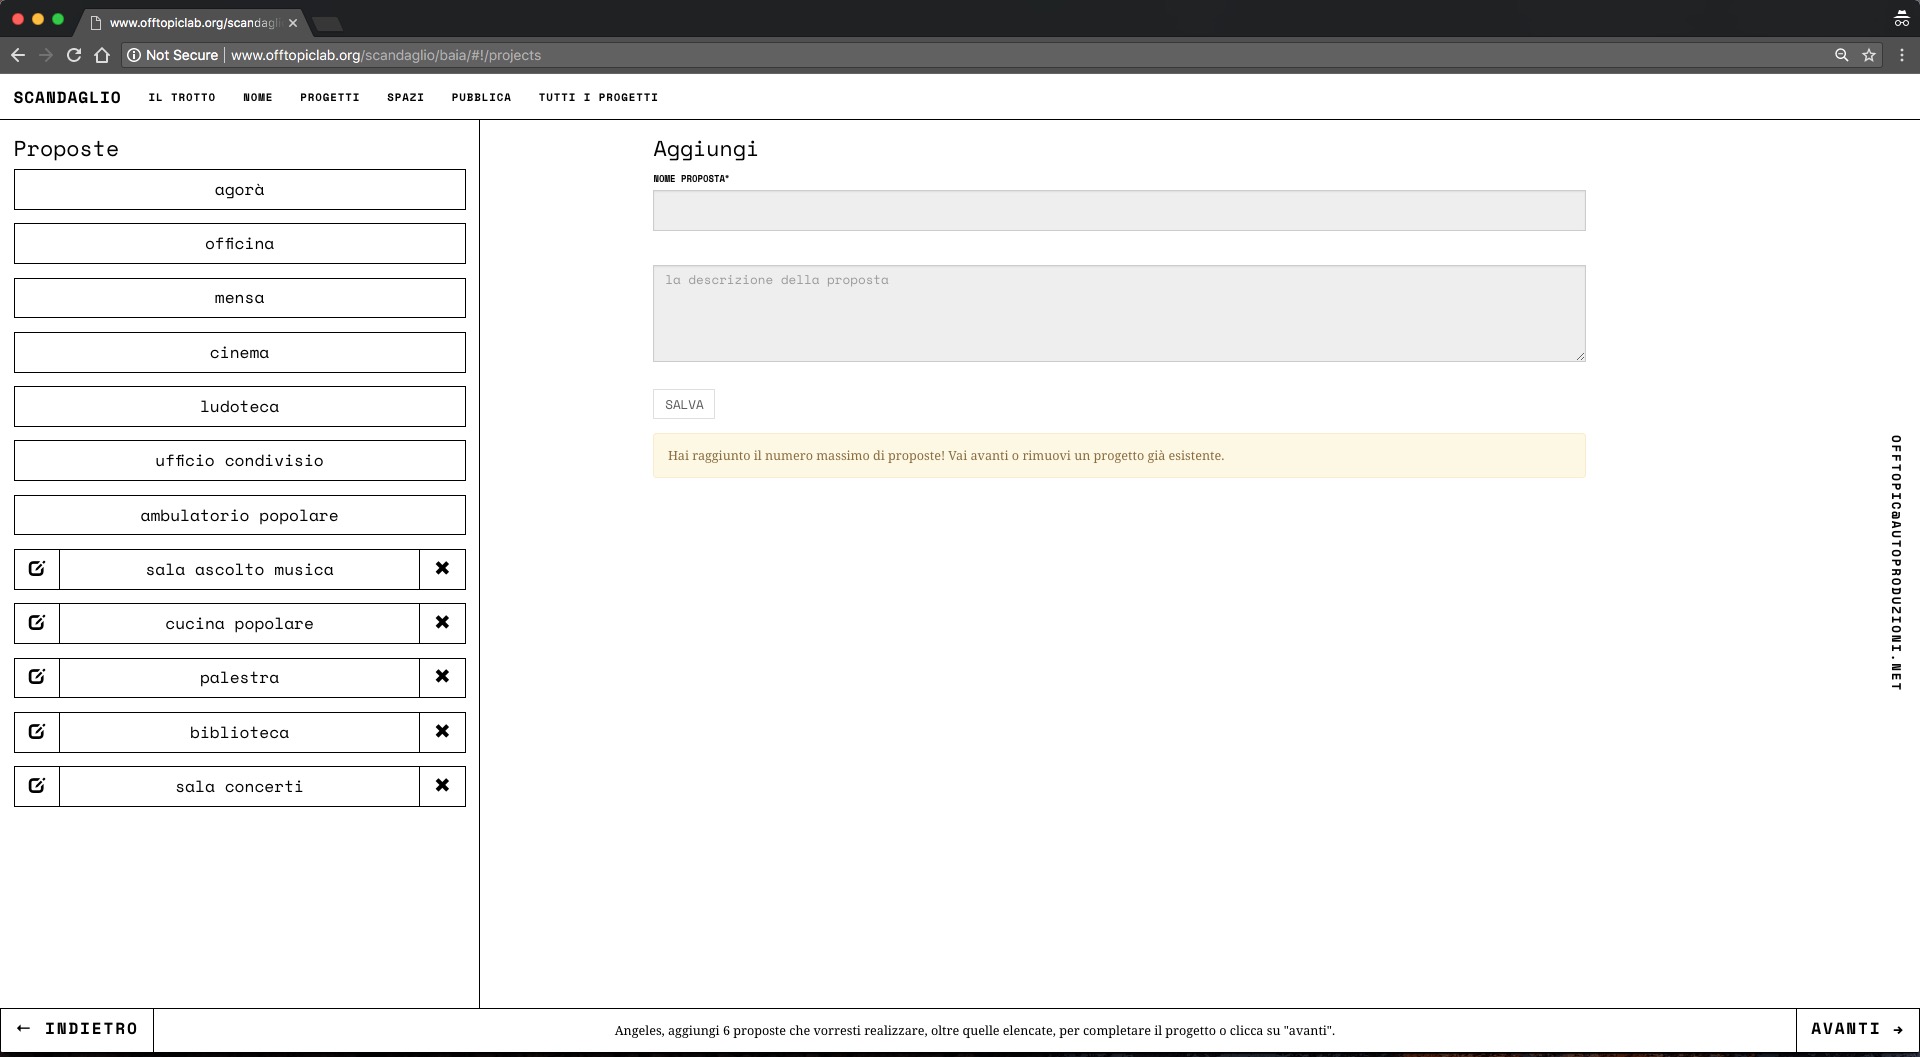 www.offtopiclab.org/scandagli
Not Secure | www.offtopiclab.org/scandaglio/baia/#!/projects
SCANDAGLIO IL TROTTO NOME PROGETTI SPAZI PUBBLICA TUTTI I PROGETTI
Proposte
agorà
officina
mensa
cinema
ludoteca
ufficio condivisio
ambulatorio popolare
sala ascolto musica
cucina popolare
palestra
biblioteca
sala concerti
Aggiungi
NOME PROPOSTA*
la descrizione della proposta
SALVA
Hai raggiunto il numero massimo di proposte! Vai avanti o rimuovi un progetto già esistente.
OFFTOPIC@AUTOPRODUZIONI.NET
← INDIETRO
Angeles, aggiungi 6 proposte che vorresti realizzare, oltre quelle elencate, per completare il progetto o clicca su "avanti".
AVANTI →